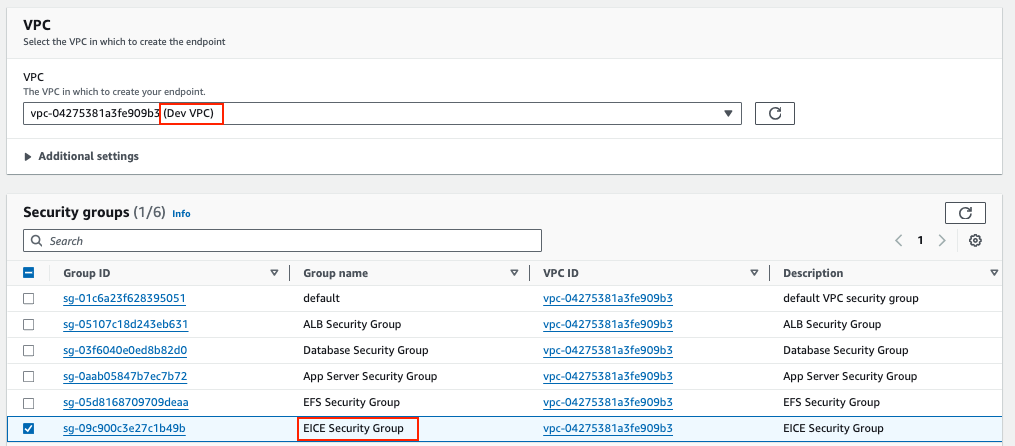 VPC
Select the VPC in which to create the endpoint
VPC
The VPC in which to create your endpoint.
vpc-04275381a3fe909b3 (Dev VPC)
Additional settings
Security groups (1/6) Info
Search
1
Group ID Group name VPC ID Description
sg-01c6a23f628395051 default vpc-04275381a3fe909b3 default VPC security group
sg-05107c18d243eb631 ALB Security Group vpc-04275381a3fe909b3 ALB Security Group
sg-03f6040e0ed8b82d0 Database Security Group vpc-04275381a3fe909b3 Database Security Group
sg-0aab05847b7ec7b72 App Server Security Group vpc-04275381a3fe909b3 App Server Security Group
sg-05d8168709709deaa EFS Security Group vpc-04275381a3fe909b3 EFS Security Group
sg-09c900c3e27c1b49b EICE Security Group vpc-04275381a3fe909b3 EICE Security Group